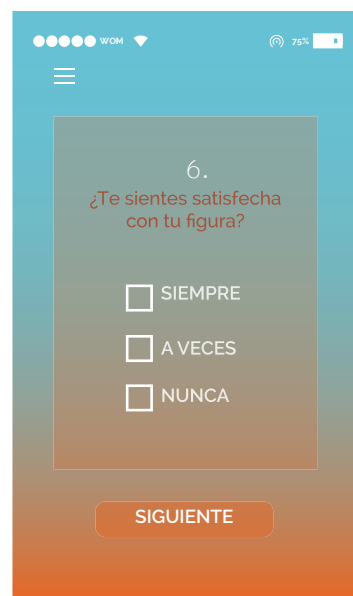 WOM 75%
6.
¿Te sientes satisfecha
con tu figura?
SIEMPRE
A VECES
NUNCA
SIGUIENTE